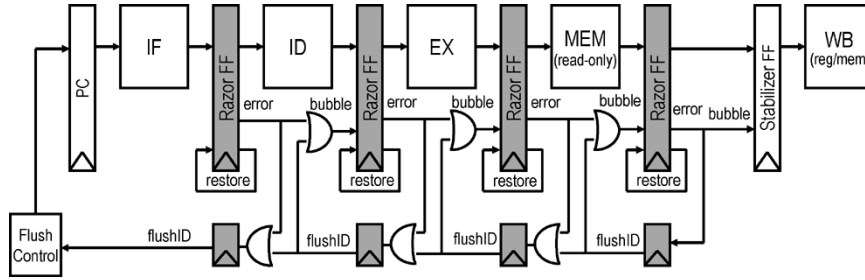 IF
ID
EX
MEM
(read-only)
WB
(reg/mem)
PC
Razor FF
Razor FF
Razor FF
Razor FF
Stabilizer FF
error
bubble
error
bubble
error
bubble
error
bubble
restore
restore
restore
restore
Flush
Control
flushID
flushID
flushID
flushID